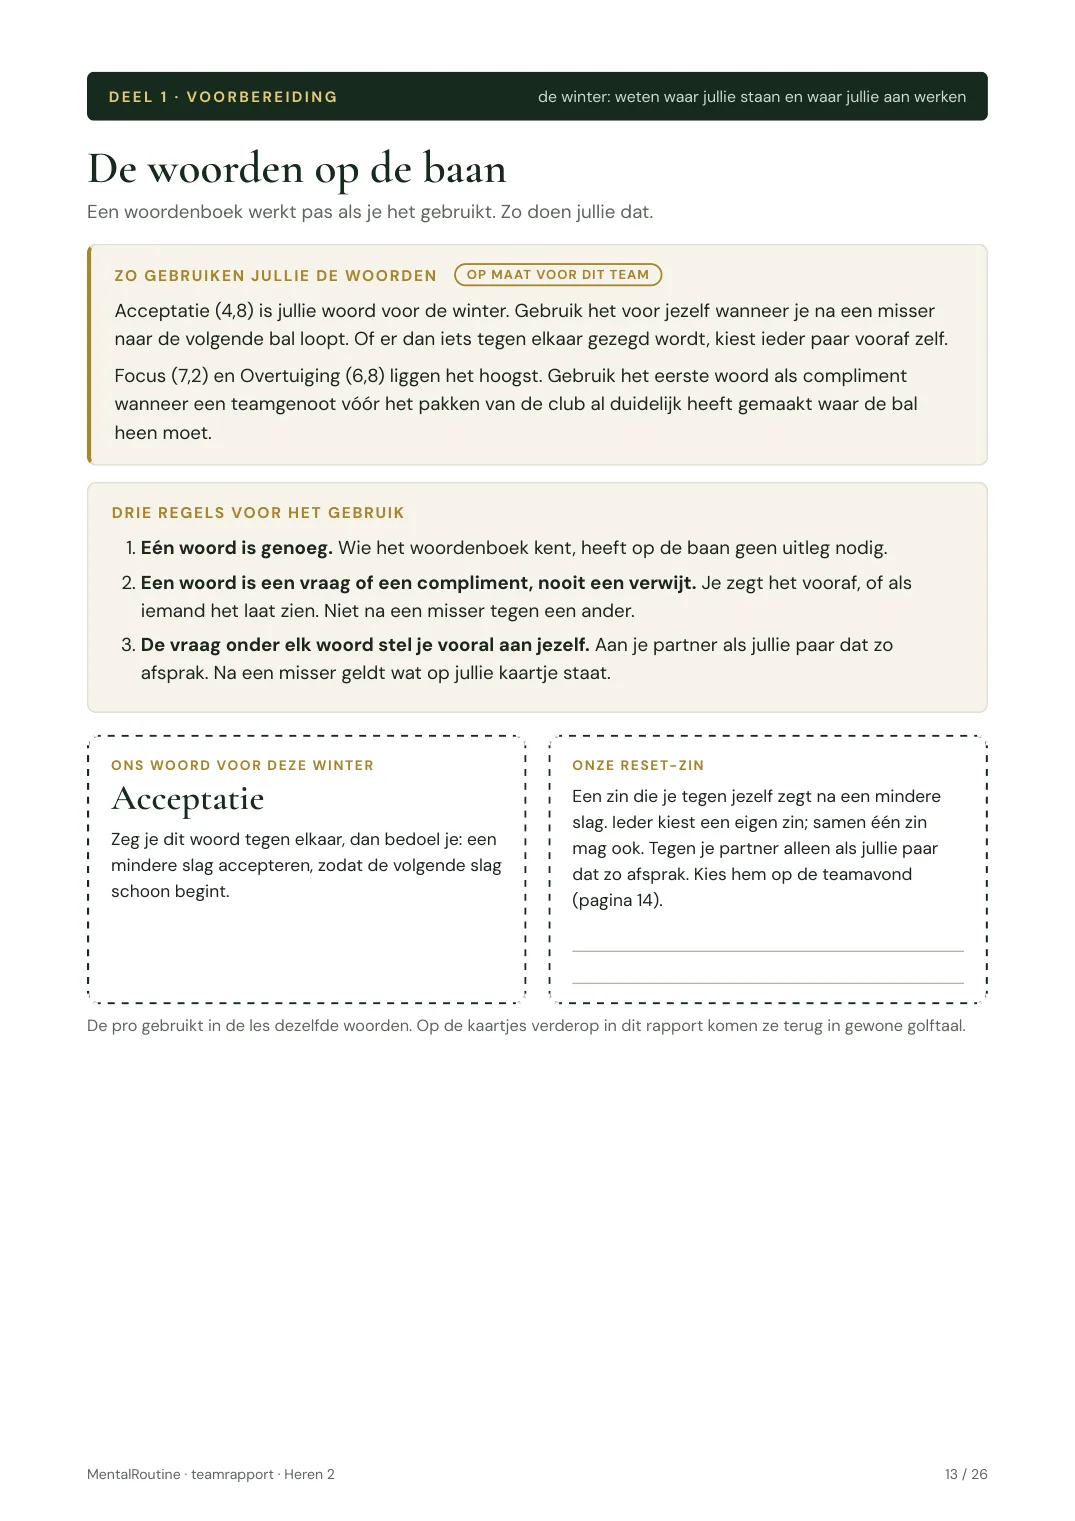 DEEL 1 · VOORBEREIDING
de winter: weten waar jullie staan en waar jullie aan werken
De woorden op de baan
Een woordenboek werkt pas als je het gebruikt. Zo doen jullie dat.
ZO GEBRUIKEN JULLIE DE WOORDEN
OP MAAT VOOR DIT TEAM
Acceptatie (4,8) is jullie woord voor de winter. Gebruik het voor jezelf wanneer je na een misser
naar de volgende bal loopt. Of er dan iets tegen elkaar gezegd wordt, kiest ieder paar vooraf zelf.
Focus (7,2) en Overtuiging (6,8) liggen het hoogst. Gebruik het eerste woord als compliment
wanneer een teamgenoot vóór het pakken van de club al duidelijk heeft gemaakt waar de bal
heen moet.
DRIE REGELS VOOR HET GEBRUIK
1. Eén woord is genoeg. Wie het woordenboek kent, heeft op de baan geen uitleg nodig.
2. Een woord is een vraag of een compliment, nooit een verwijt. Je zegt het vooraf, of als
iemand het laat zien. Niet na een misser tegen een ander.
3. De vraag onder elk woord stel je vooral aan jezelf. Aan je partner als jullie paar dat zo
afsprak. Na een misser geldt wat op jullie kaartje staat.
ONS WOORD VOOR DEZE WINTER
Acceptatie
Zeg je dit woord tegen elkaar, dan bedoel je: een
mindere slag accepteren, zodat de volgende slag
schoon begint.
ONZE RESET-ZIN
Een zin die je tegen jezelf zegt na een mindere
slag. Ieder kiest een eigen zin; samen één zin
mag ook. Tegen je partner alleen als jullie paar
dat zo afsprak. Kies hem op de teamavond
(pagina 14).
De pro gebruikt in de les dezelfde woorden. Op de kaartjes verderop in dit rapport komen ze terug in gewone golftaal.
MentalRoutine · teamrapport · Heren 2
13 / 26